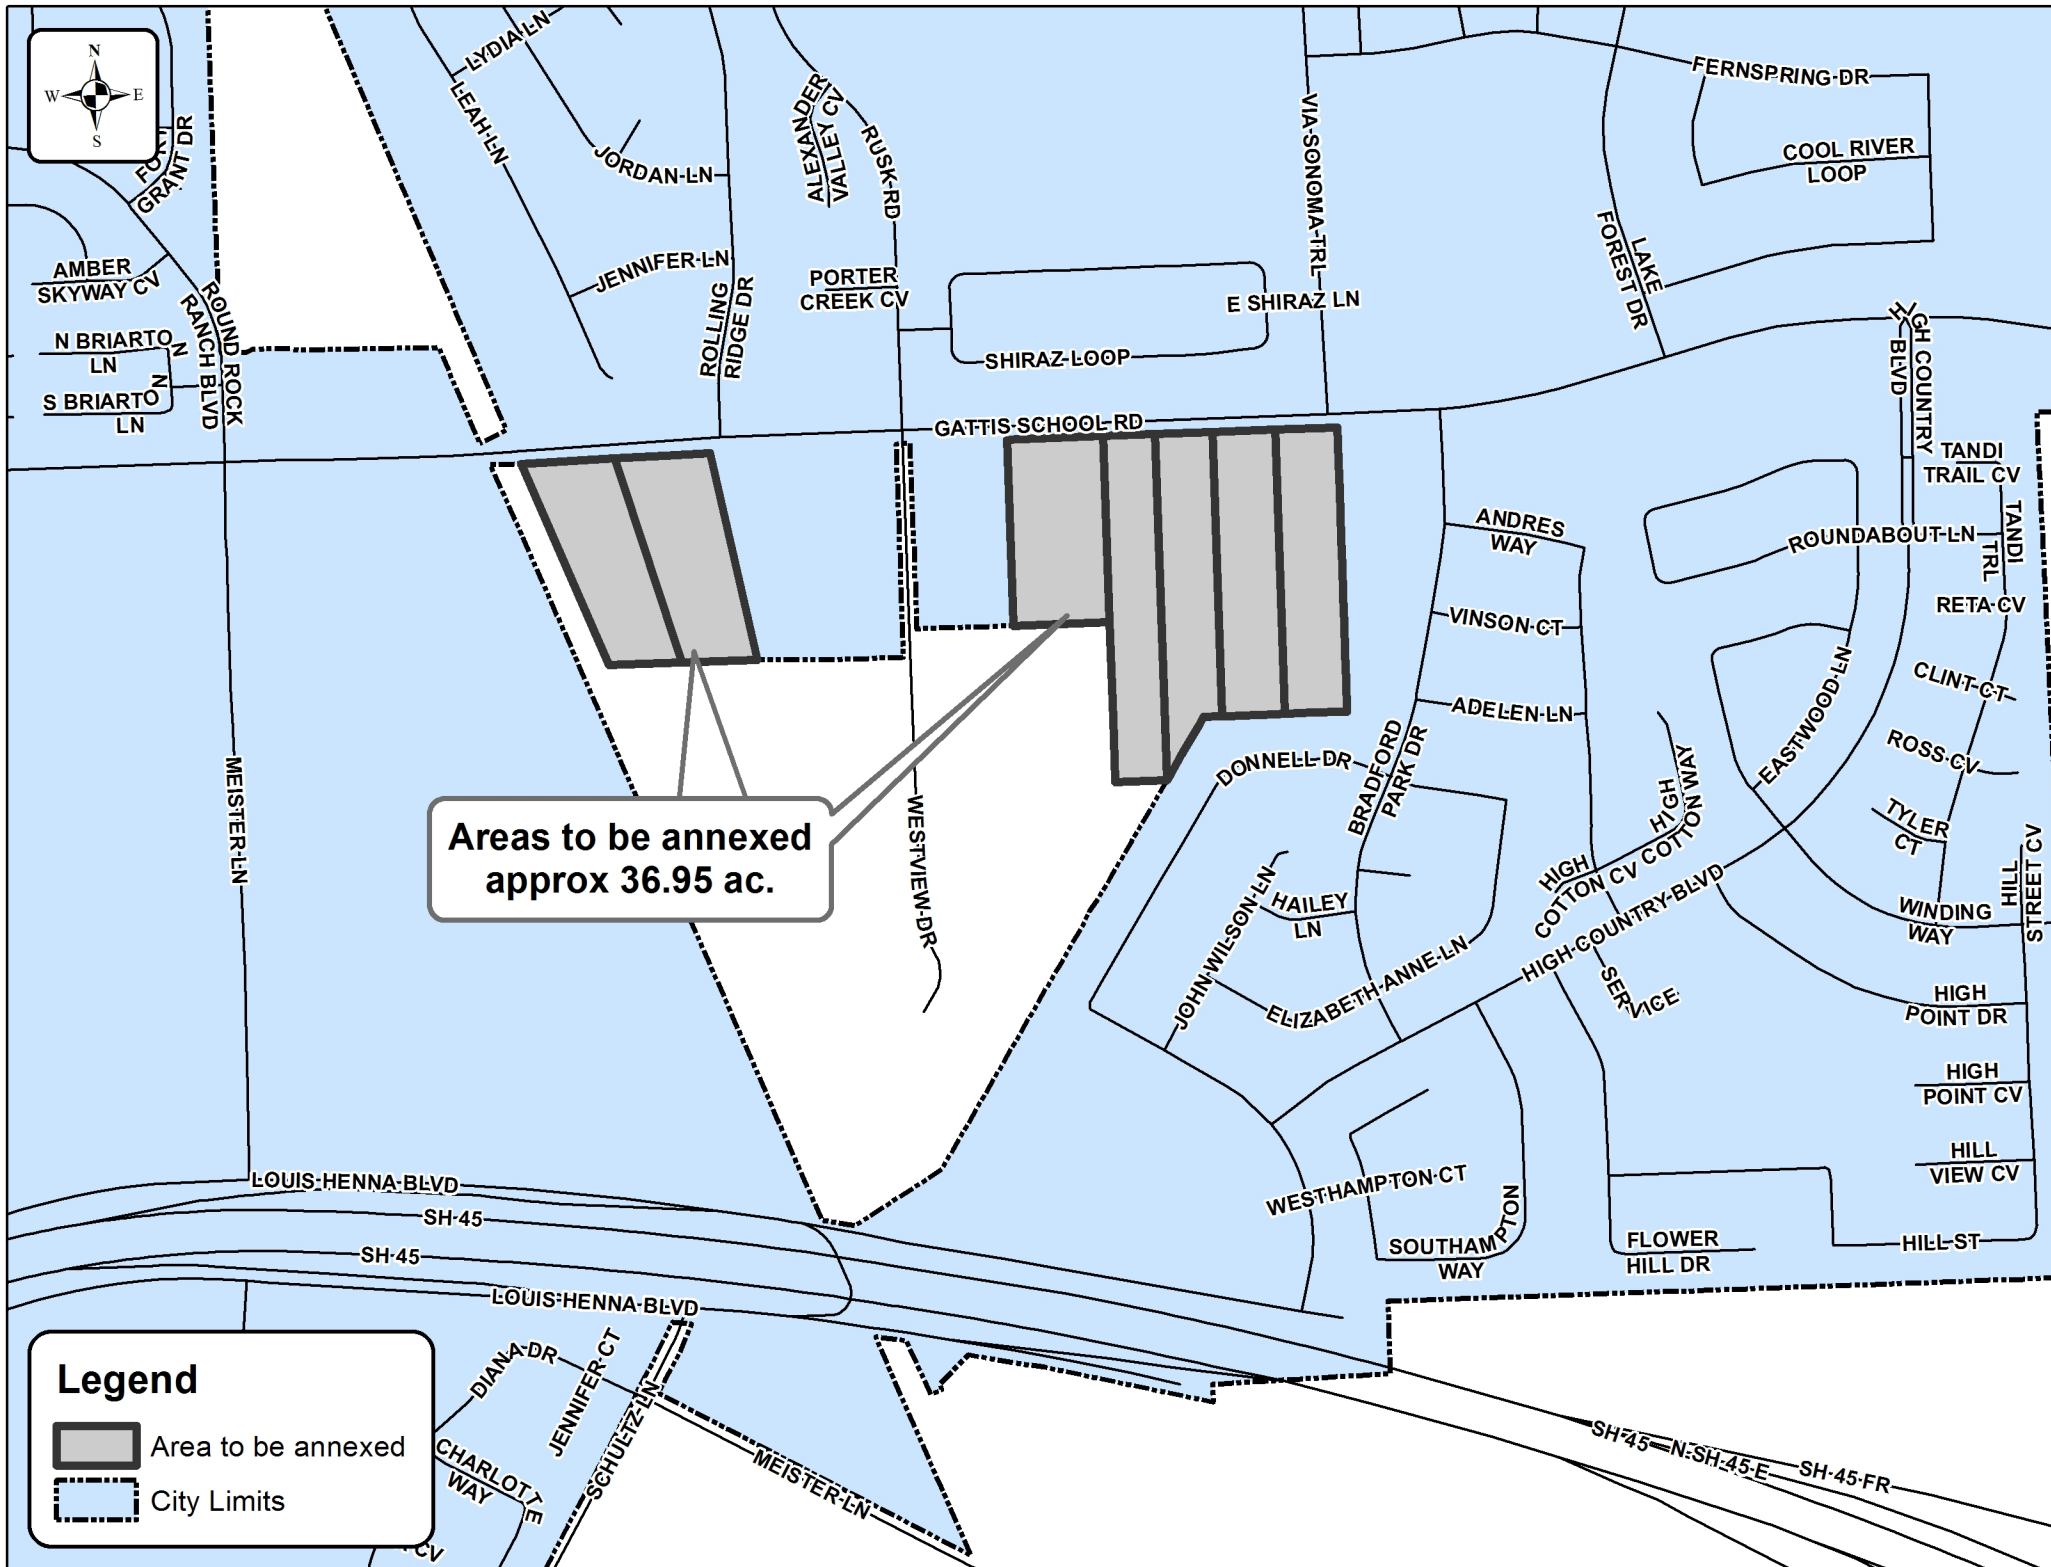 N
W
E
S
FORT
GRANT DR
LYDIA LN
LEAH LN
JORDAN LN
JENNIFER LN
ALEXANDER
VALLEY CV
RUSK RD
VIA SONOMA TRL
FERNSPRING DR
COOL RIVER
LOOP
LAKE
FOREST DR
AMBER
SKYWAY CV
N BRIARTON
LN
S BRIARTON
LN
ROUND ROCK
RANCH BLVD
ROLLING
RIDGE DR
PORTER
CREEK CV
E SHIRAZ LN
SHIRAZ LOOP
GATTIS SCHOOL RD
HIGH COUNTRY
BLVD
TANDI
TRAIL CV
TANDI
TRL
ROUNDABOUT LN
RETA CV
ANDRES
WAY
VINSON CT
ADELEN LN
CLINT CT
ROSS CV
TYLER
CT
EASTWOOD LN
HIGH
COTTON WAY
HIGH
COTTON CV
HIGH COUNTRY BLVD
BRADFORD
PARK DR
DONNELL DR
MEISTER LN
WESTVIEW DR
Areas to be annexed
approx 36.95 ac.
JOHN WILSON LN
HAILEY
LN
ELIZABETH ANNE LN
SERVICE
HILL
STREET CV
WINDING
WAY
HIGH
POINT DR
HIGH
POINT CV
HILL
VIEW CV
WESTHAMPTON CT
SOUTHAMPTON
WAY
FLOWER
HILL DR
HILL ST
LOUIS HENNA BLVD
SH 45
SH 45
LOUIS HENNA BLVD
DIANA DR
JENNIFER CT
SCHULTZ LN
CHARLOTTE
WAY
CV
MEISTER LN
SH 45
N SH 45 E
SH 45 FR
Legend
Area to be annexed
City Limits